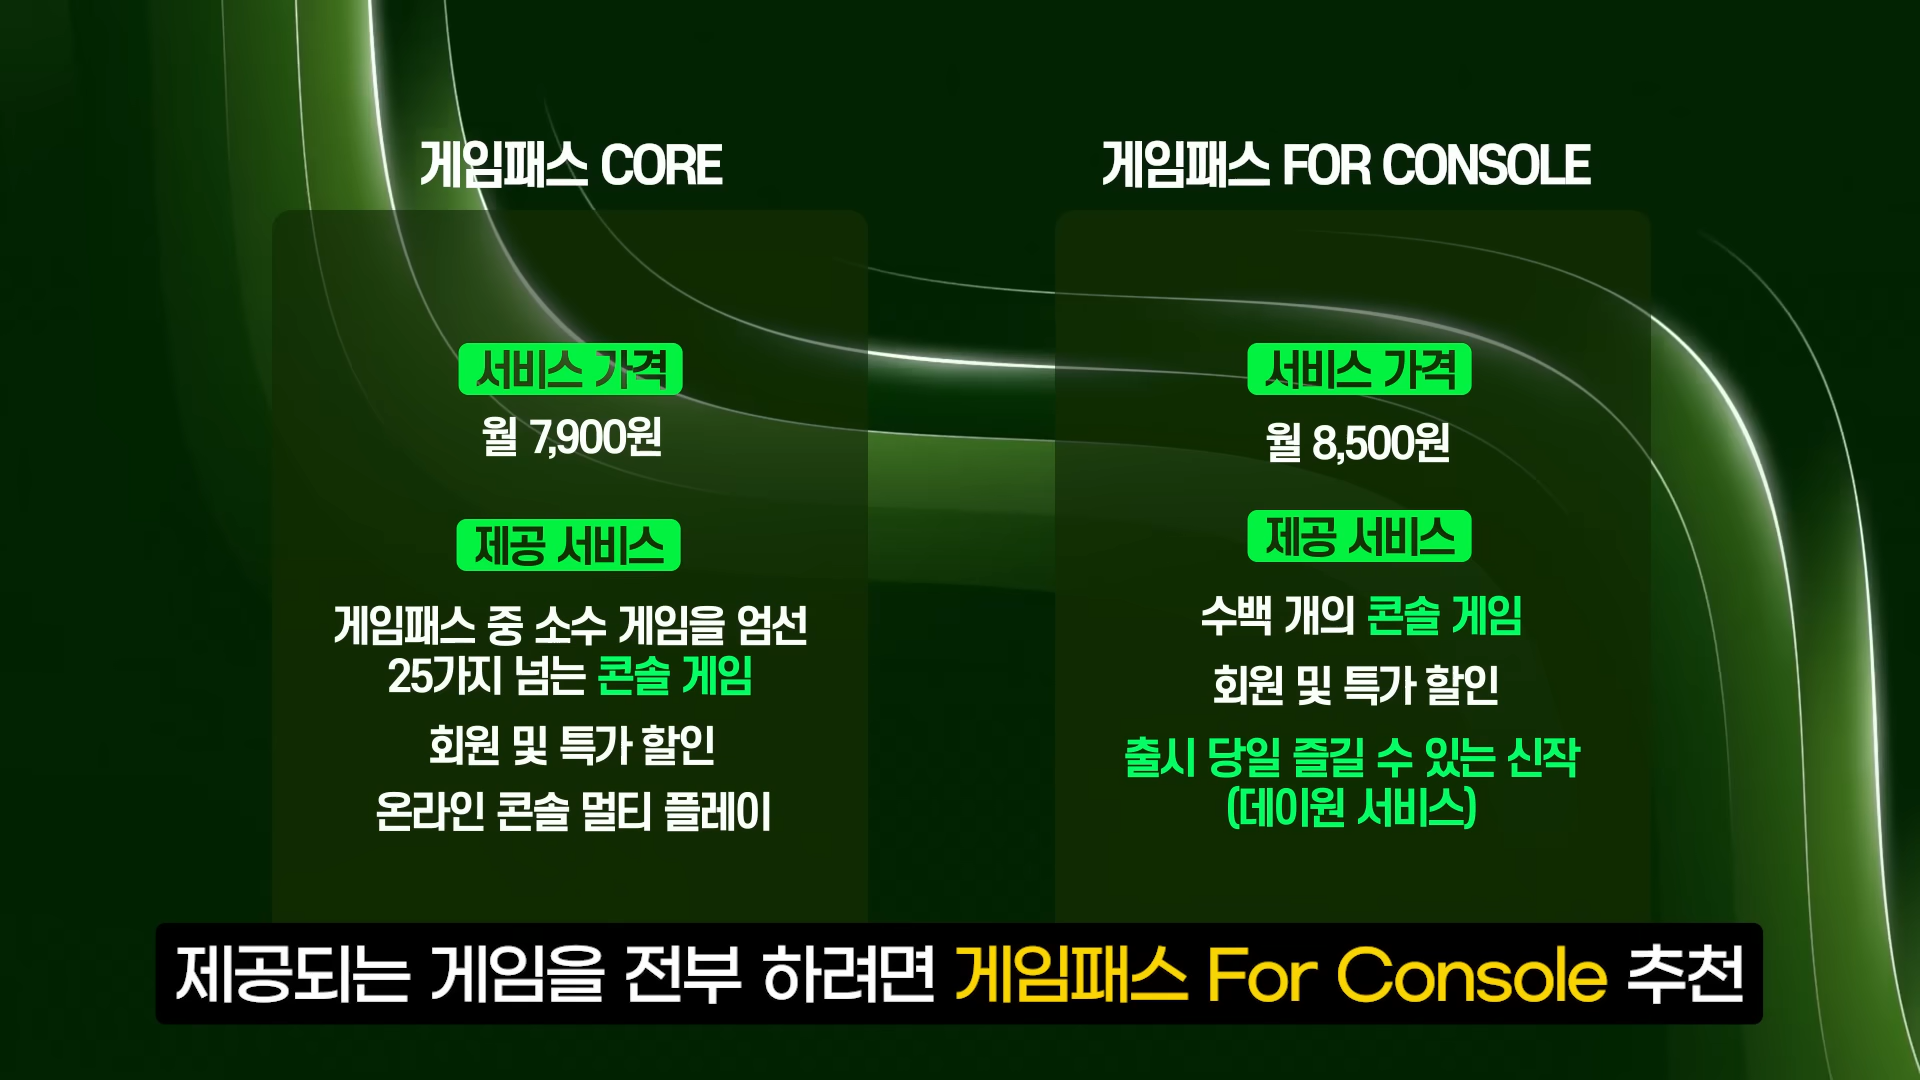 게임패스 CORE
서비스 가격
월 7,900원
제공 서비스
게임패스 중 소수 게임을 엄선
25가지 넘는 콘솔 게임
회원 및 특가 할인
온라인 콘솔 멀티 플레이
게임패스 FOR CONSOLE
서비스 가격
월 8,500원
제공 서비스
수백 개의 콘솔 게임
회원 및 특가 할인
출시 당일 즐길 수 있는 신작
(데이원 서비스)
제공되는 게임을 전부 하려면 게임패스 For Console 추천